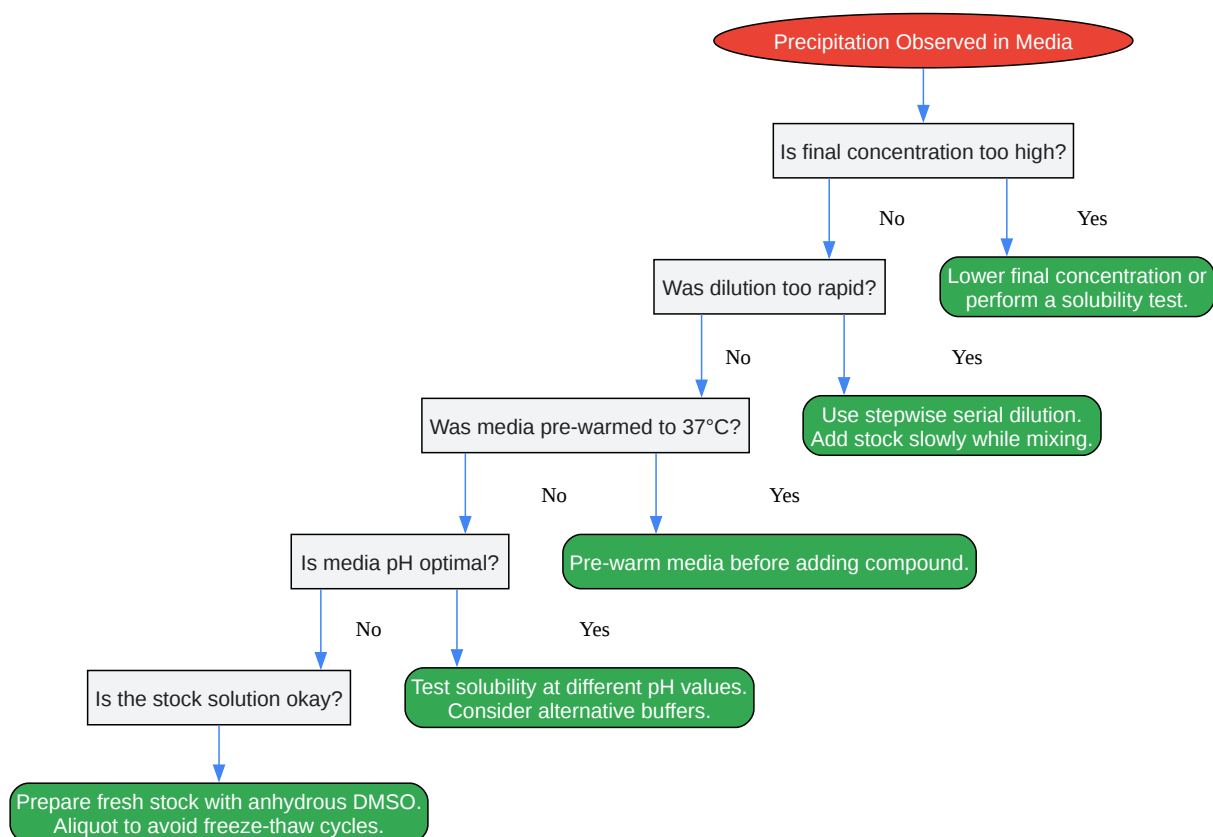 Precipitation Observed in Media
Is final concentration too high?
No
Yes
Was dilution too rapid?
Lower final concentration or
perform a solubility test.
No
Yes
Was media pre-warmed to 37°C?
Use stepwise serial dilution.
Add stock slowly while mixing.
No
Yes
Is media pH optimal?
Pre-warm media before adding compound.
No
Yes
Is the stock solution okay?
Test solubility at different pH values.
Consider alternative buffers.
Prepare fresh stock with anhydrous DMSO.
Aliquot to avoid freeze-thaw cycles.